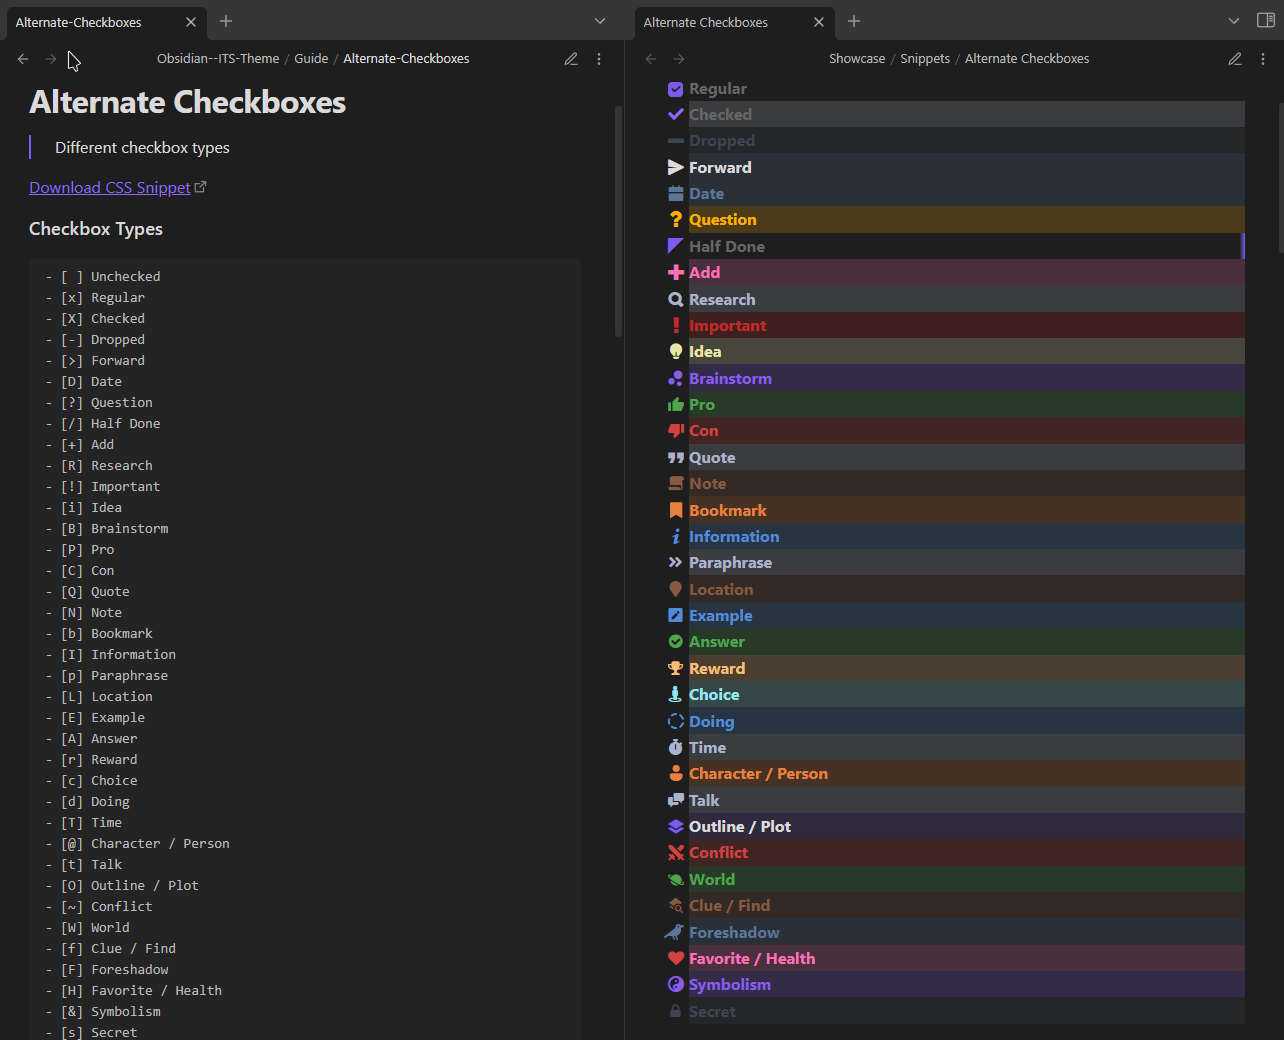 Alternate-Checkboxes
Obsidian--ITS-Theme / Guide / Alternate-Checkboxes
Alternate Checkboxes
Different checkbox types
Download CSS Snippet
Checkbox Types
- [ ] Unchecked
- [x] Regular
- [X] Checked
- [-] Dropped
- [>] Forward
- [D] Date
- [?] Question
- [/] Half Done
- [+] Add
- [R] Research
- [!] Important
- [i] Idea
- [B] Brainstorm
- [P] Pro
- [C] Con
- [Q] Quote
- [N] Note
- [b] Bookmark
- [I] Information
- [p] Paraphrase
- [L] Location
- [E] Example
- [A] Answer
- [r] Reward
- [c] Choice
- [d] Doing
- [T] Time
- [@] Character / Person
- [t] Talk
- [O] Outline / Plot
- [~] Conflict
- [W] World
- [f] Clue / Find
- [F] Foreshadow
- [H] Favorite / Health
- [&] Symbolism
- [s] Secret
Alternate Checkboxes
Showcase / Snippets / Alternate Checkboxes
Regular
Checked
Dropped
Forward
Date
Question
Half Done
Add
Research
Important
Idea
Brainstorm
Pro
Con
Quote
Note
Bookmark
Information
Paraphrase
Location
Example
Answer
Reward
Choice
Doing
Time
Character / Person
Talk
Outline / Plot
Conflict
World
Clue / Find
Foreshadow
Favorite / Health
Symbolism
Secret